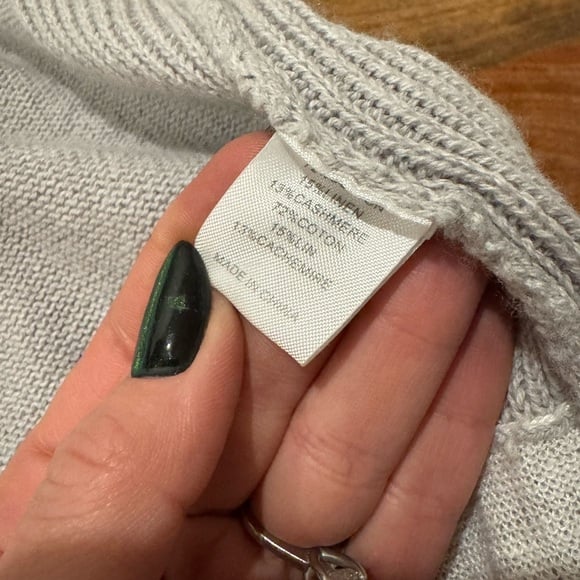 15%LINEN
13%CASHMERE
72%COTON
15%LIN
13%CACHEMIRE
MADE IN CHINA